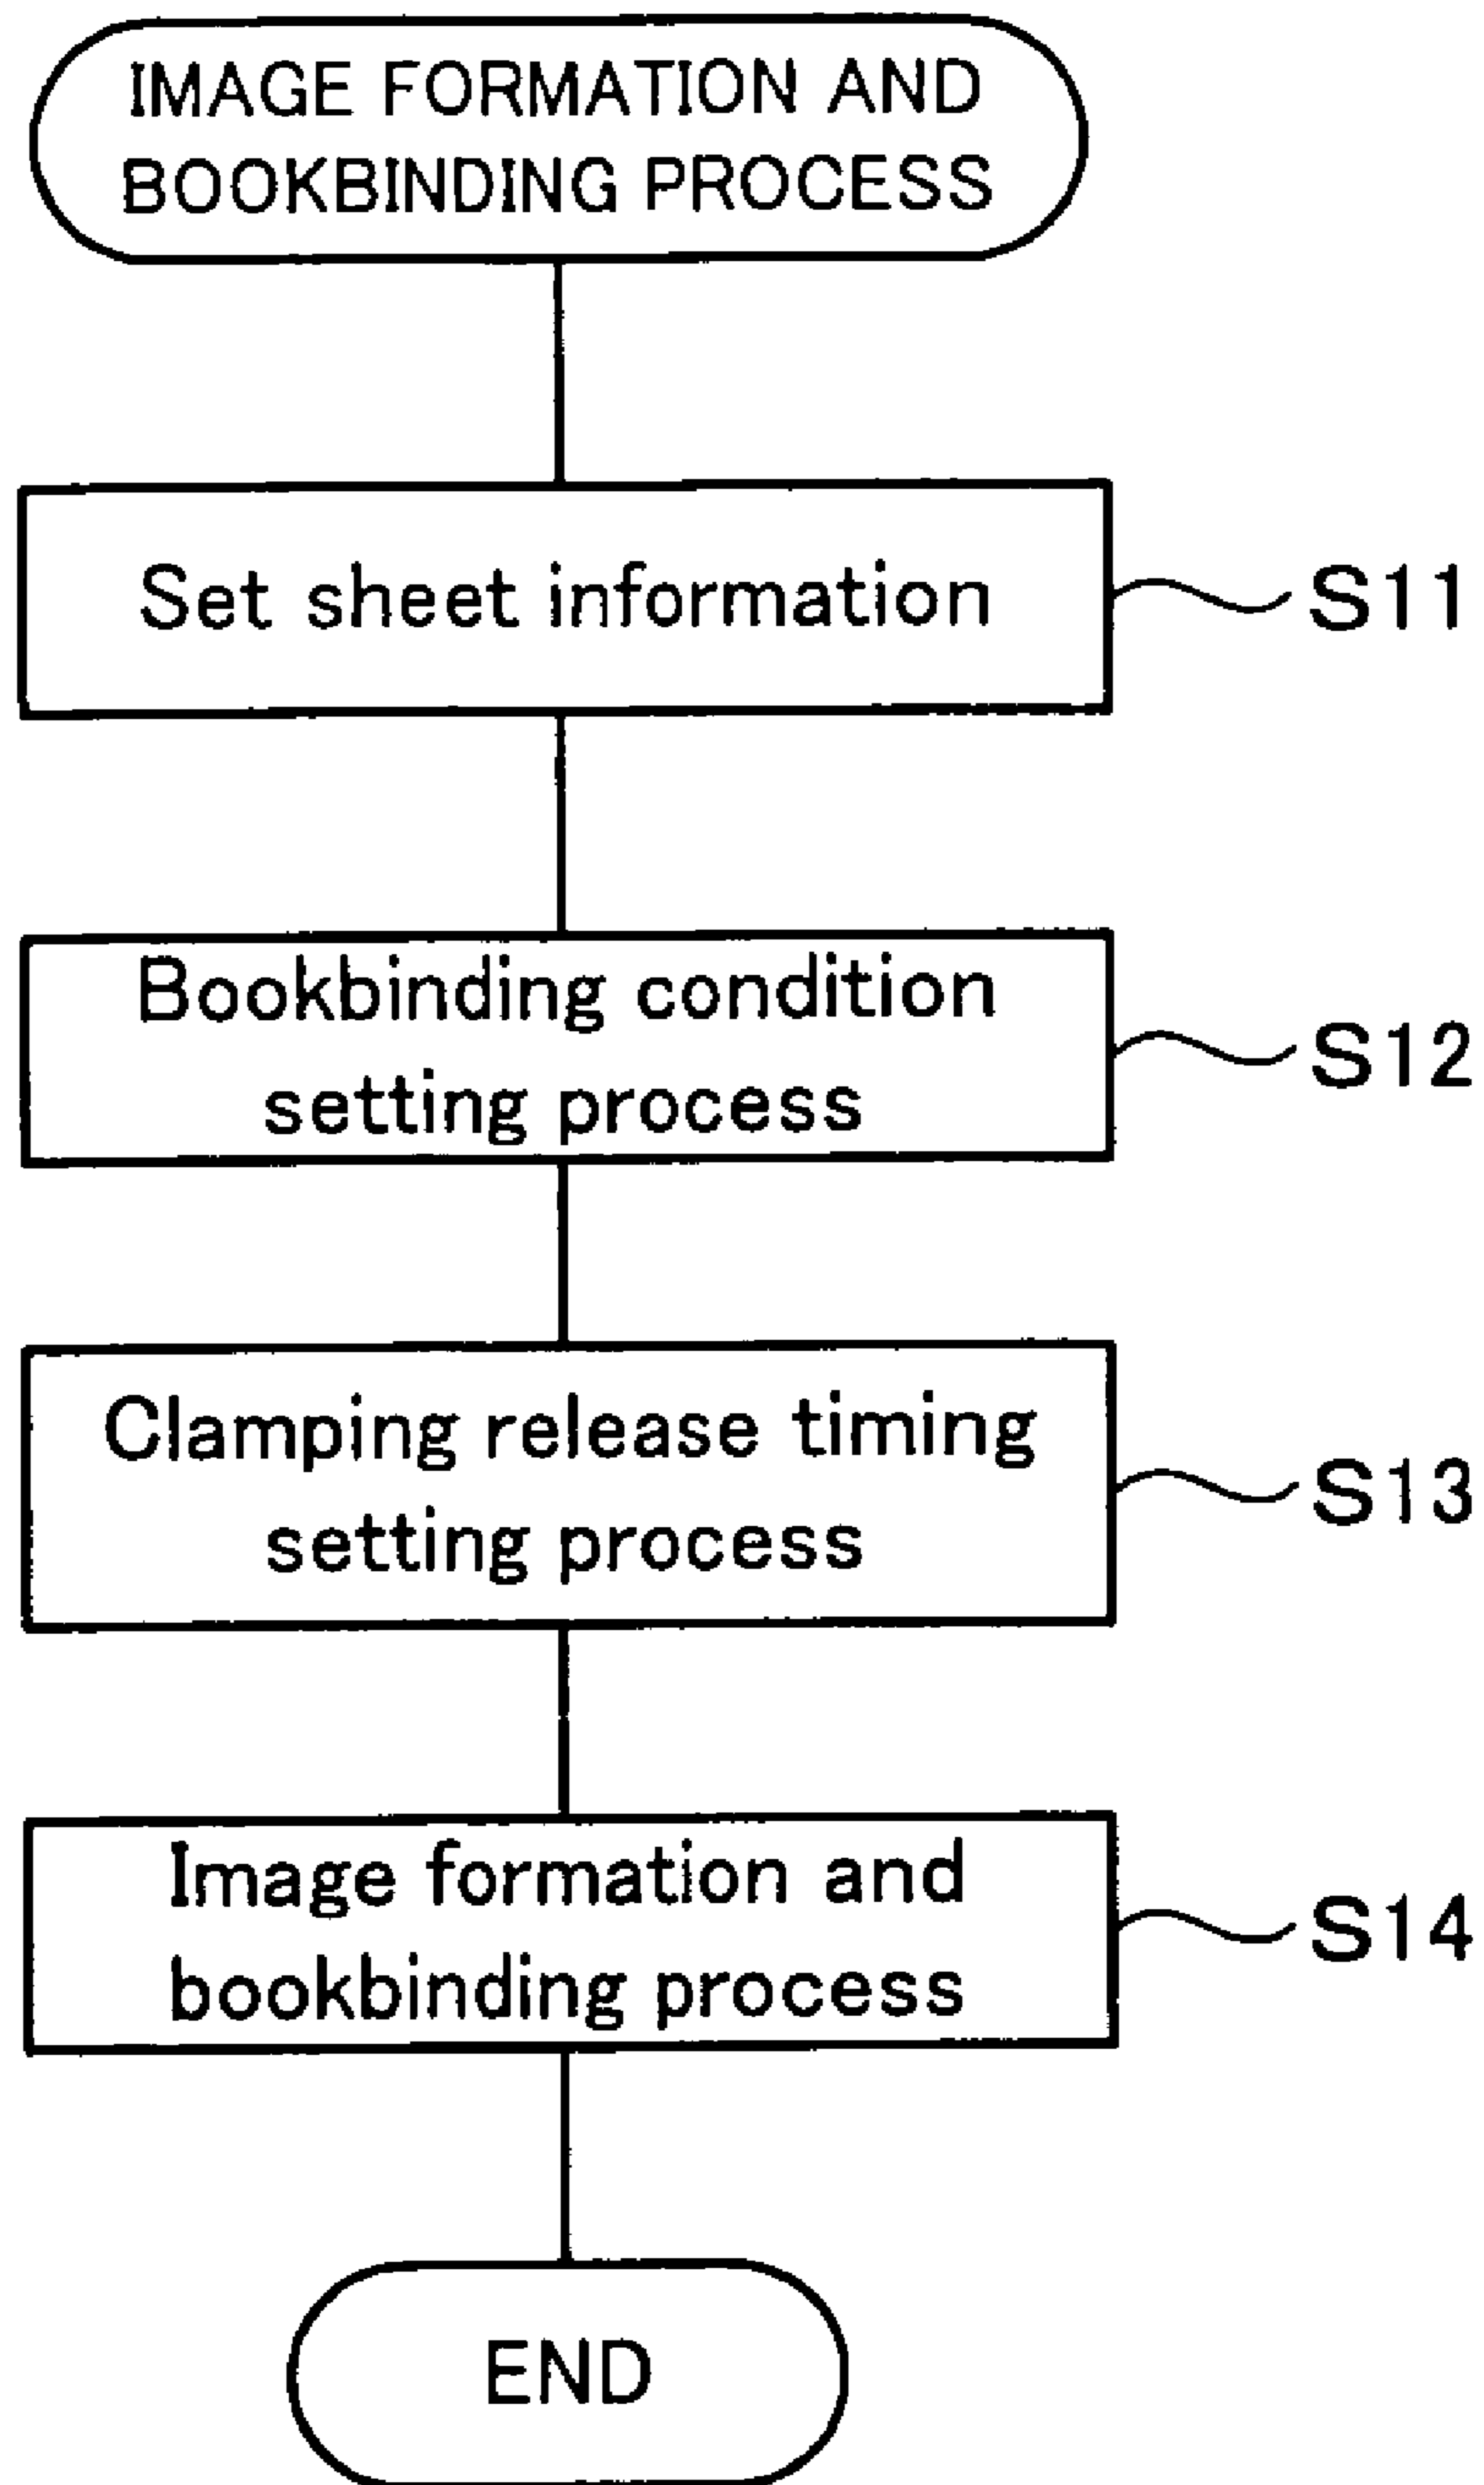 IMAGE FORMATION AND
BOOKBINDING PROCESS
Set sheet information
S11
Bookbinding condition
setting process
S12
Clamping release timing
setting process
S13
Image formation and
bookbinding process
S14
END